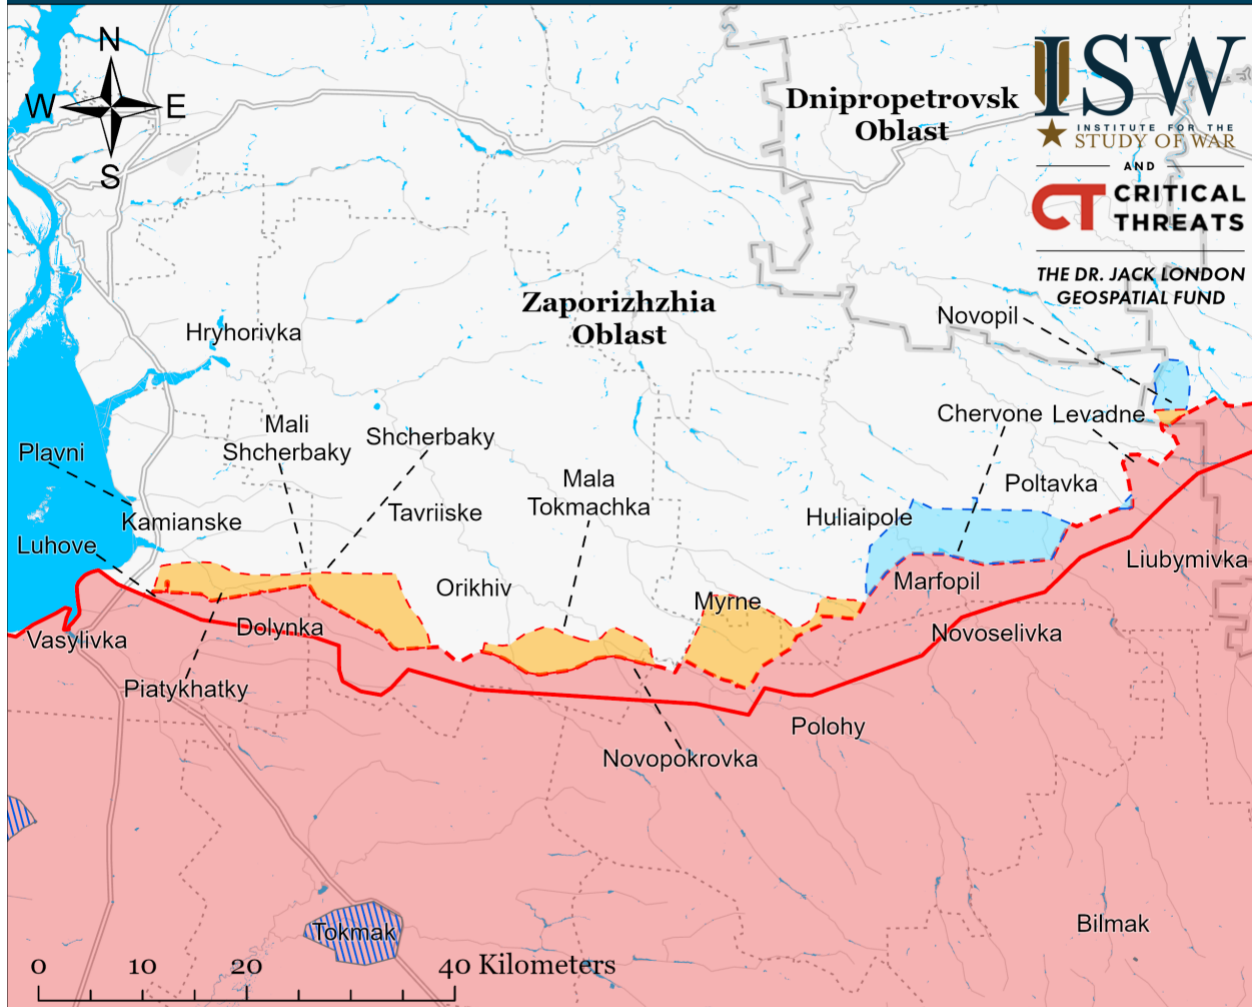 N
W E
S
Dnipropetrovsk
Oblast
ISW
INSTITUTE FOR THE
STUDY OF WAR
AND
CT CRITICAL
THREATS
THE DR. JACK LONDON
GEOSPATIAL FUND
Zaporizhzhia
Oblast
Novopil
Hryhorivka
Mali
Shcherbaky
Shcherbaky
Chervone
Levadne
Plavni
Mala
Tokmachka
Poltavka
Kamianske
Tavriiske
Huliaipole
Luhove
Liubymivka
Orikhiv
Marfopil
Myrne
Vasylivka
Dolynka
Novoselivka
Piatykhatky
Polohy
Novopokrovka
Tokmak
Bilmak
0 10 20 40 Kilometers